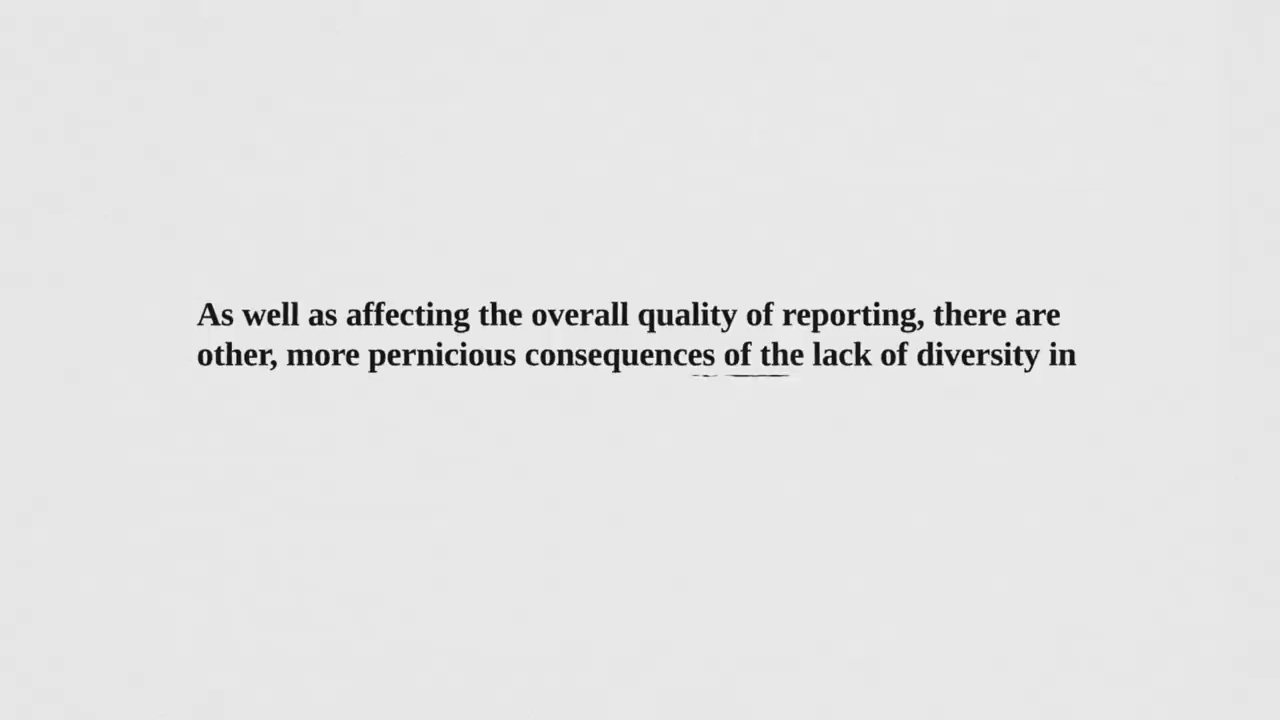 As well as affecting the overall quality of reporting, there are
other, more pernicious consequences of the lack of diversity in